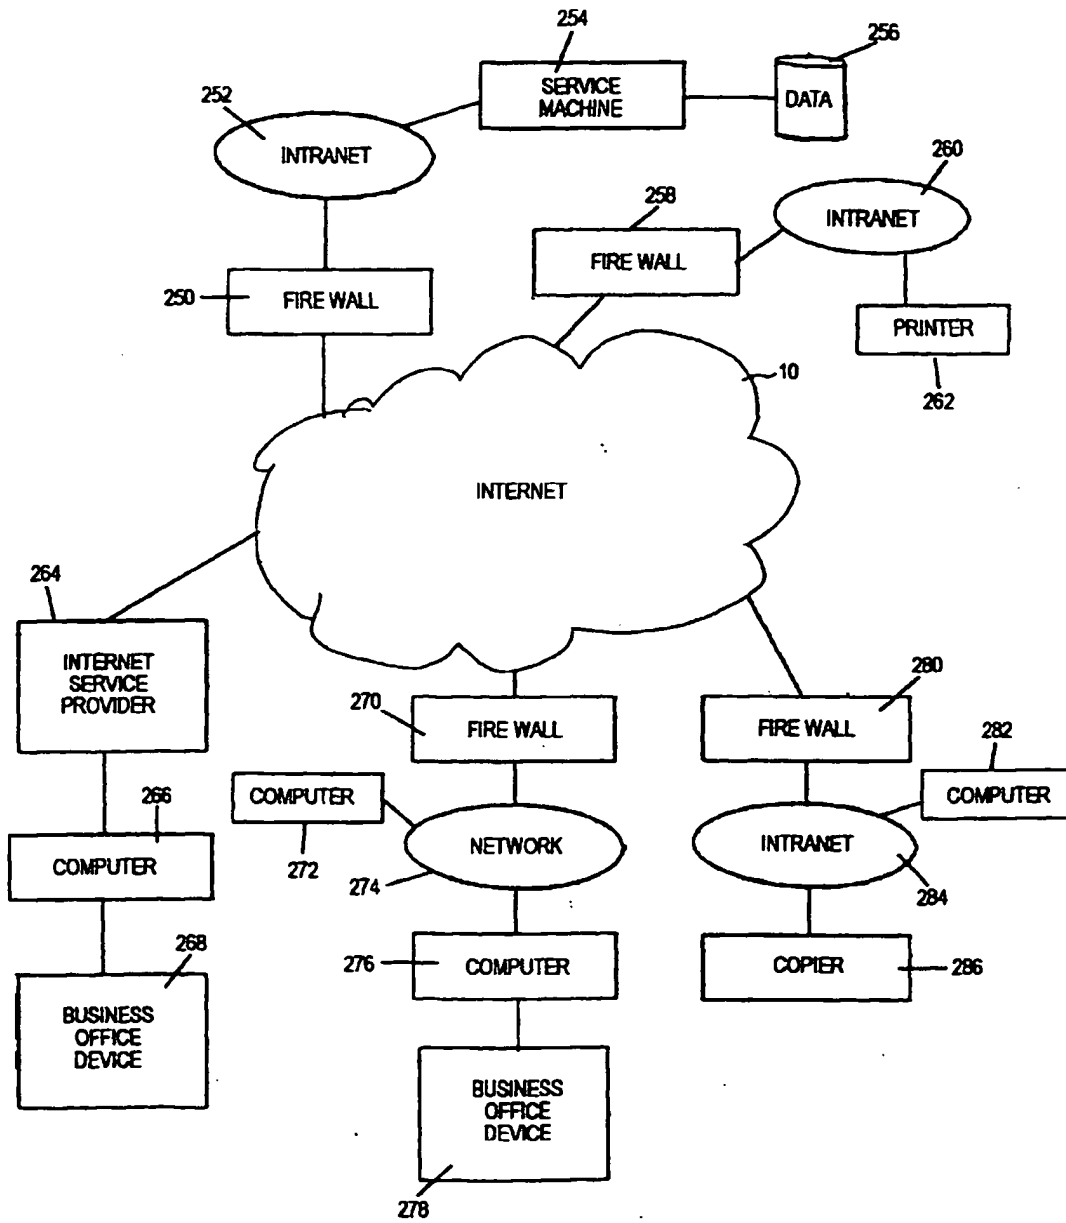 254
256
SERVICE
MACHINE
DATA
252
INTRANET
260
258
INTRANET
FIRE WALL
250
FIRE WALL
PRINTER
10
262
INTERNET
264
INTERNET
SERVICE
PROVIDER
270
FIRE WALL
280
FIRE WALL
282
266
COMPUTER
COMPUTER
COMPUTER
272
NETWORK
INTRANET
274
284
268
276
COMPUTER
COPIER
286
BUSINESS
OFFICE
DEVICE
BUSINESS
OFFICE
DEVICE
278